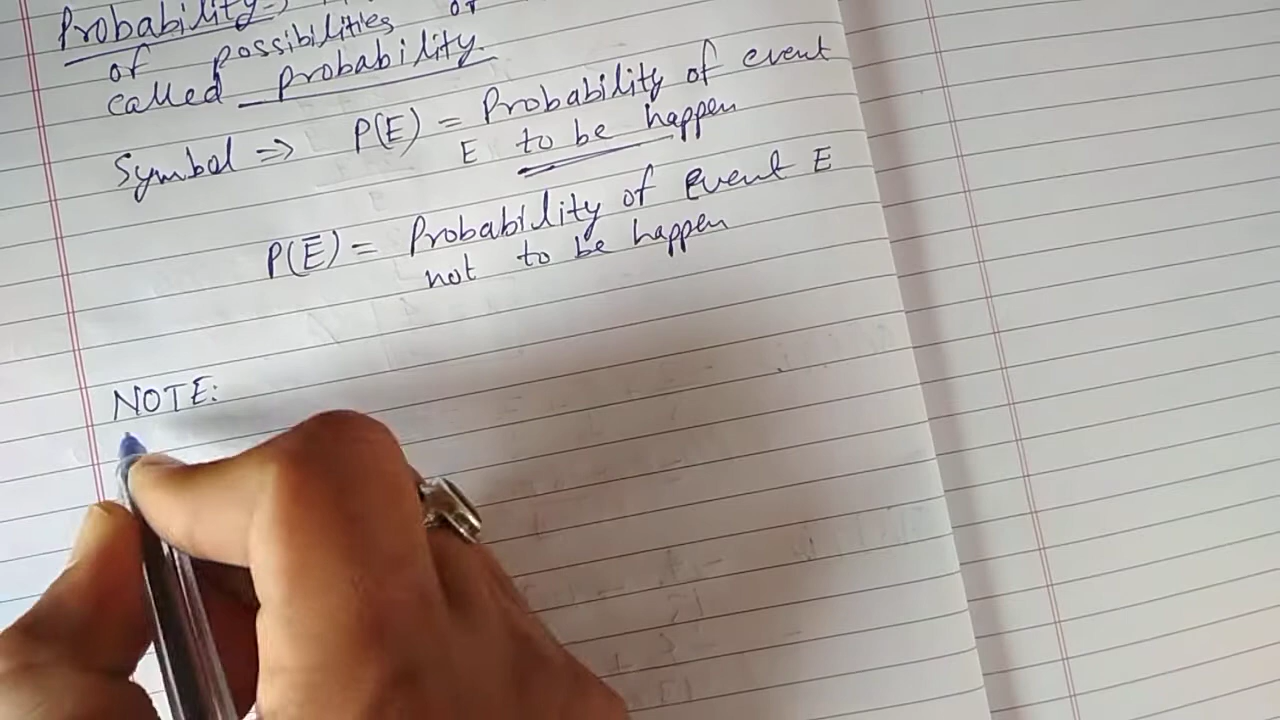 Probability =>
of possibilities of
called probability.
Symbol => P(E) = Probability of event
E to be happen
P(Ē) = Probability of Event E
not to be happen
NOTE: